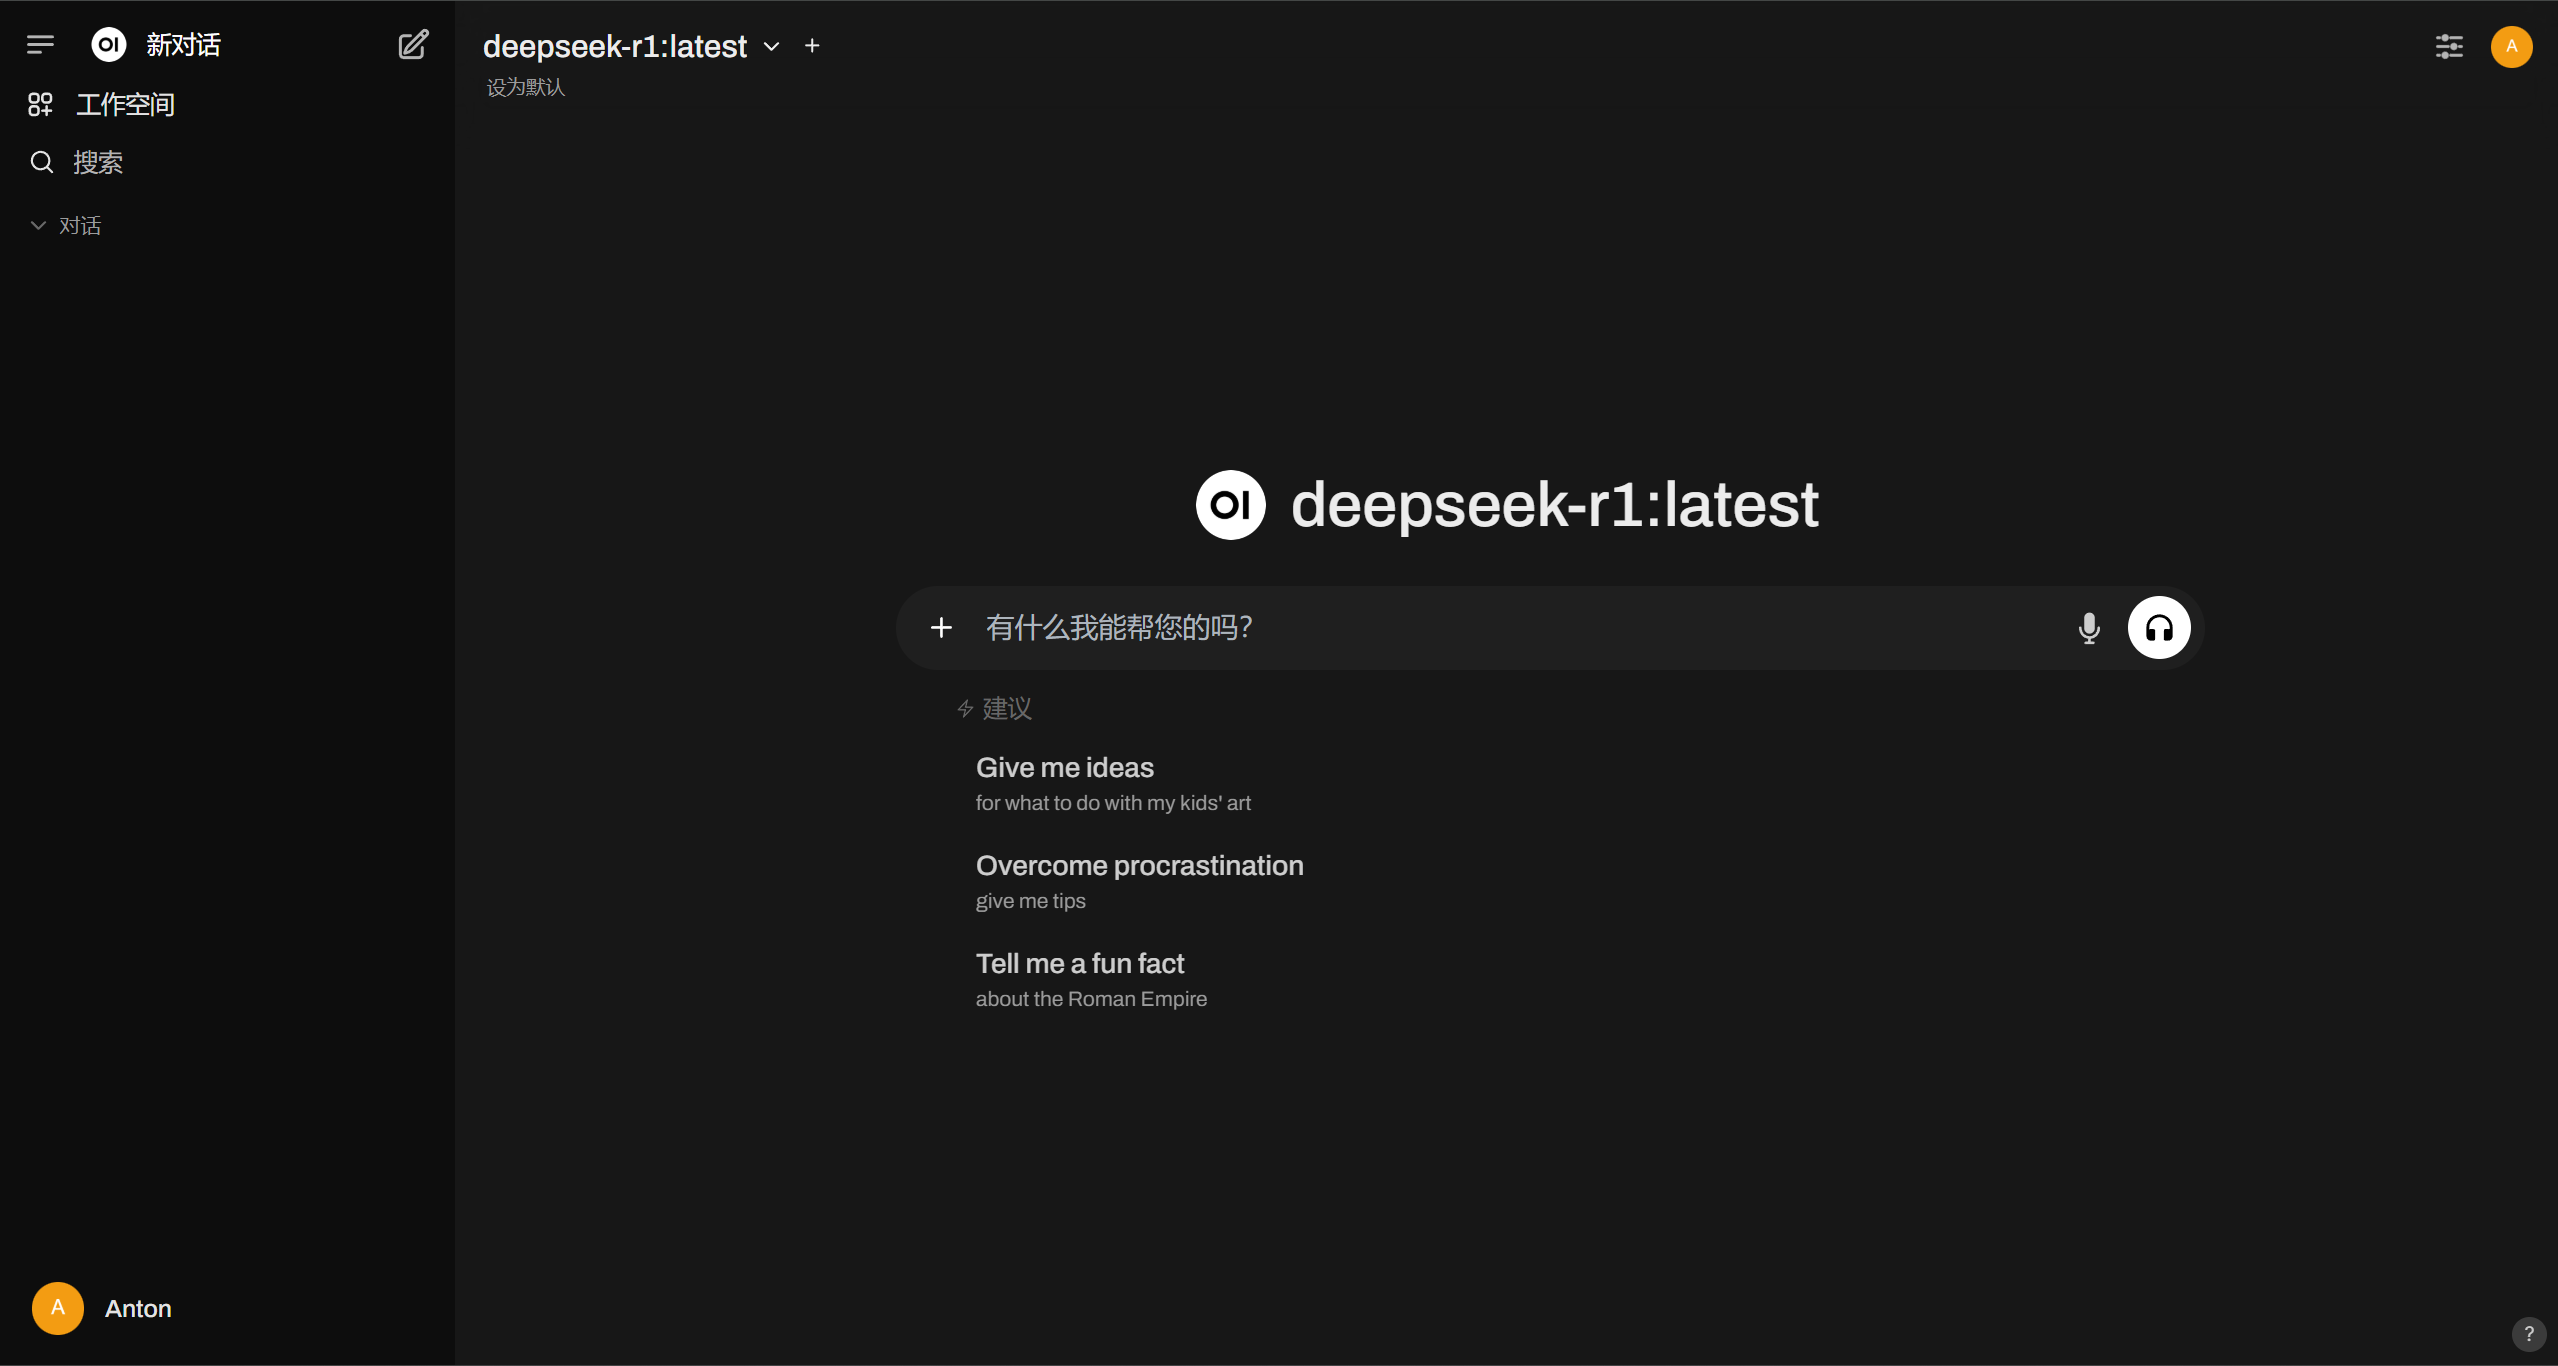 OI 新对话
工作空间
搜索
对话
A Anton
deepseek-r1:latest
设为默认
A
OI deepseek-r1:latest
有什么我能帮您的吗?
建议
Give me ideas
for what to do with my kids' art
Overcome procrastination
give me tips
Tell me a fun fact
about the Roman Empire
?